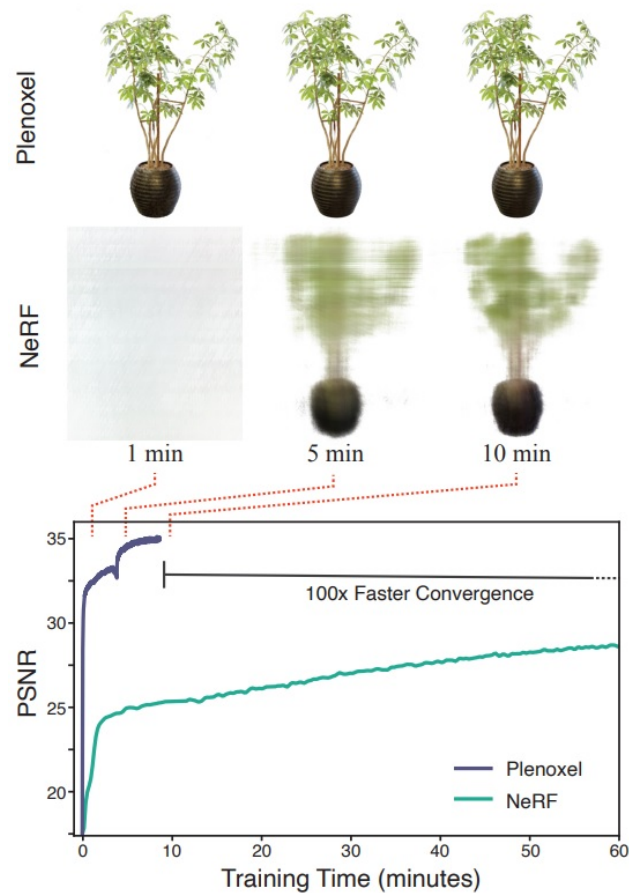 Plenoxel
NeRF
1 min
5 min
10 min
35
30
25
20
PSNR
100x Faster Convergence
Plenoxel
NeRF
0
10
20
30
40
50
60
Training Time (minutes)